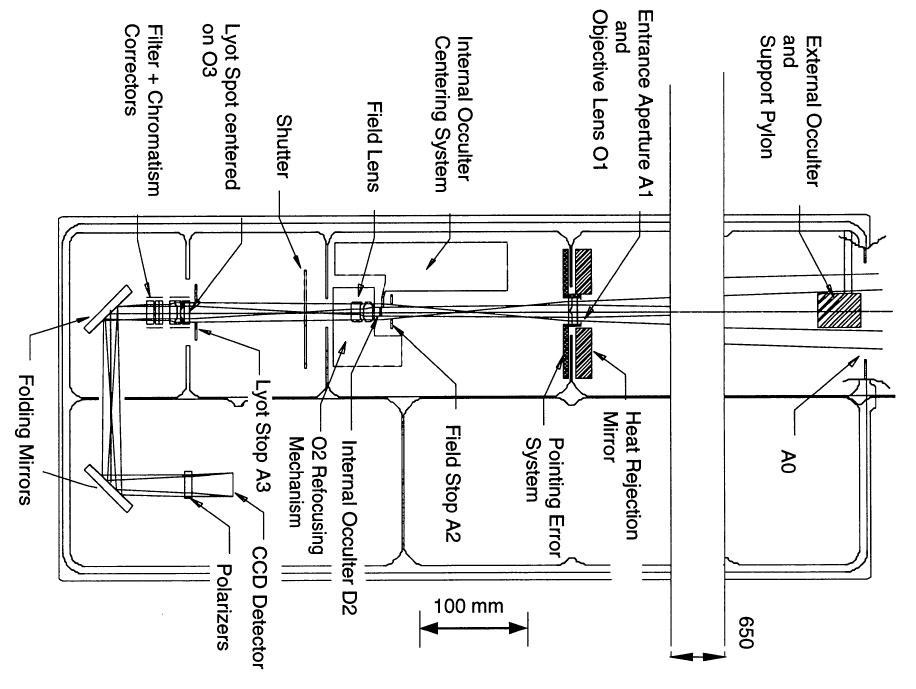 External Occulter
and
Support Pylon
Entrance Aperture A1
and
Objective Lens O1
Internal Occulter
Centering System
Field Lens
Shutter
Lyot Spot centered
on O3
Filter + Chromatism
Correctors
A0
Heat Rejection
Mirror
Pointing Error
System
Field Stop A2
Internal Occulter D2
O2 Refocusing
Mechanism
Lyot Stop A3
CCD Detector
Polarizers
Folding Mirrors
100 mm
650